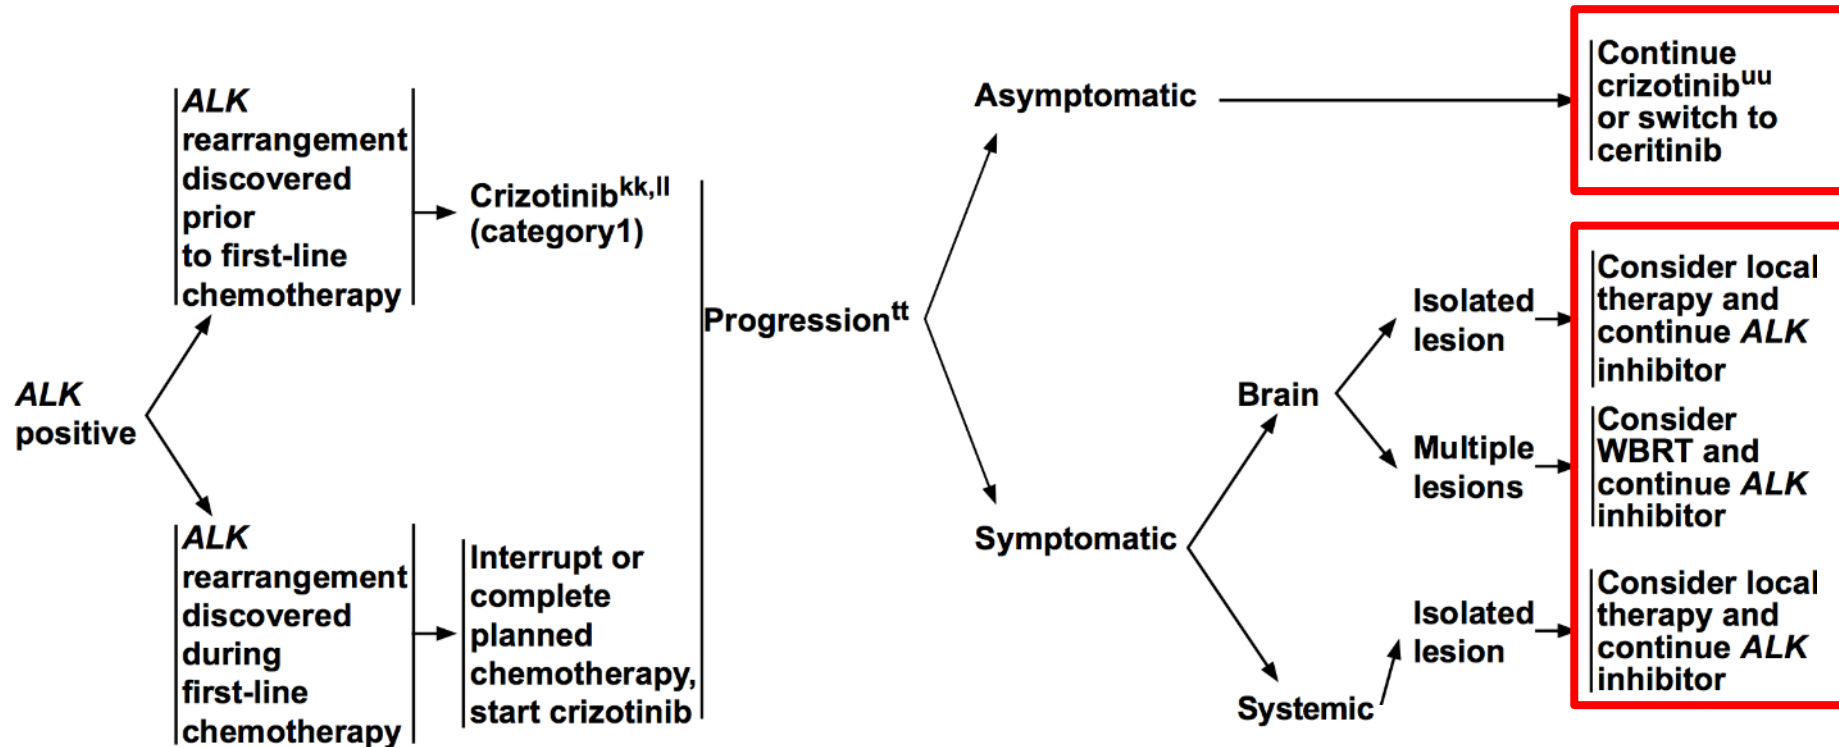 ALK
positive
ALK
rearrangement
discovered
prior
to first-line
chemotherapy
Crizotinibkk,ll
(category1)
ALK
rearrangement
discovered
during
first-line
chemotherapy
Interrupt or
complete
planned
chemotherapy,
start crizotinib
Progressiontt
Asymptomatic
Continue
crizotinibuu
or switch to
ceritinib
Symptomatic
Brain
Isolated
lesion
Consider local
therapy and
continue ALK
inhibitor
Multiple
lesions
Consider
WBRT and
continue ALK
inhibitor
Systemic
Isolated
lesion
Consider local
therapy and
continue ALK
inhibitor